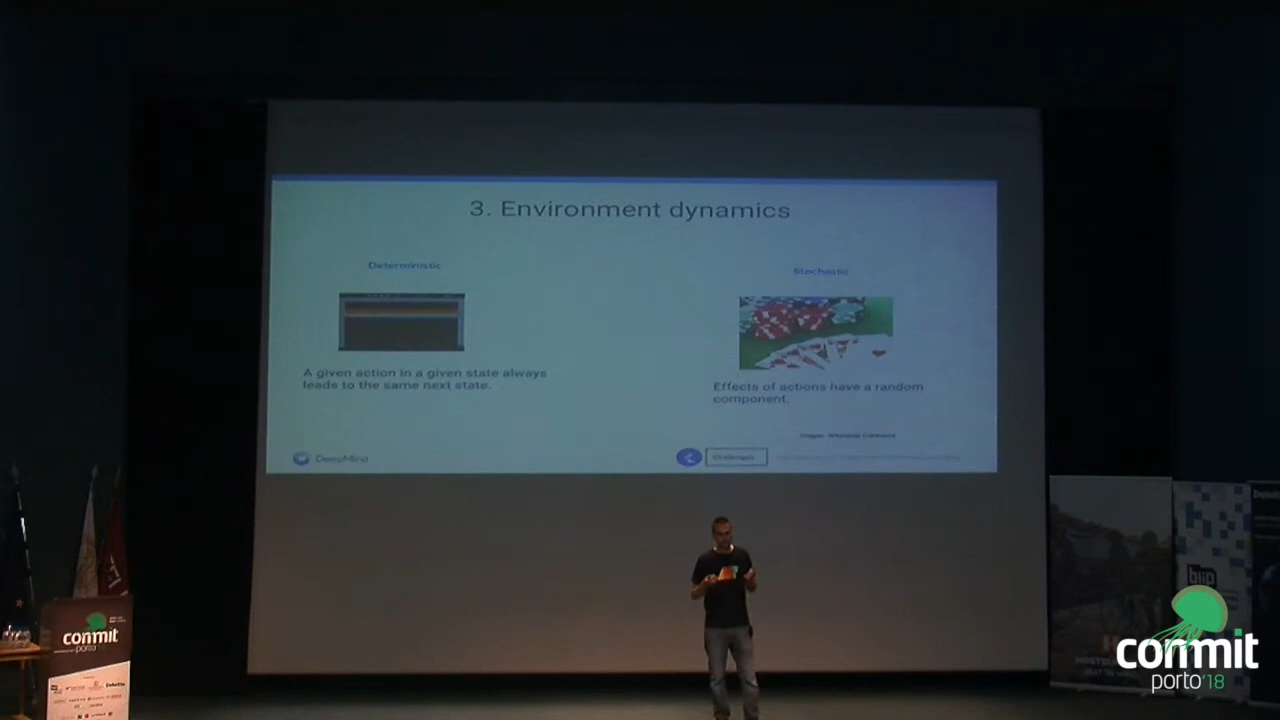 3. Environment dynamics
Deterministic
Stochastic
A given action in a given state always
leads to the same next state.
Effects of actions have a random
component.
Images: Wikimedia Commons
DeepMind
Challenges
commit
porto
commit
porto'18